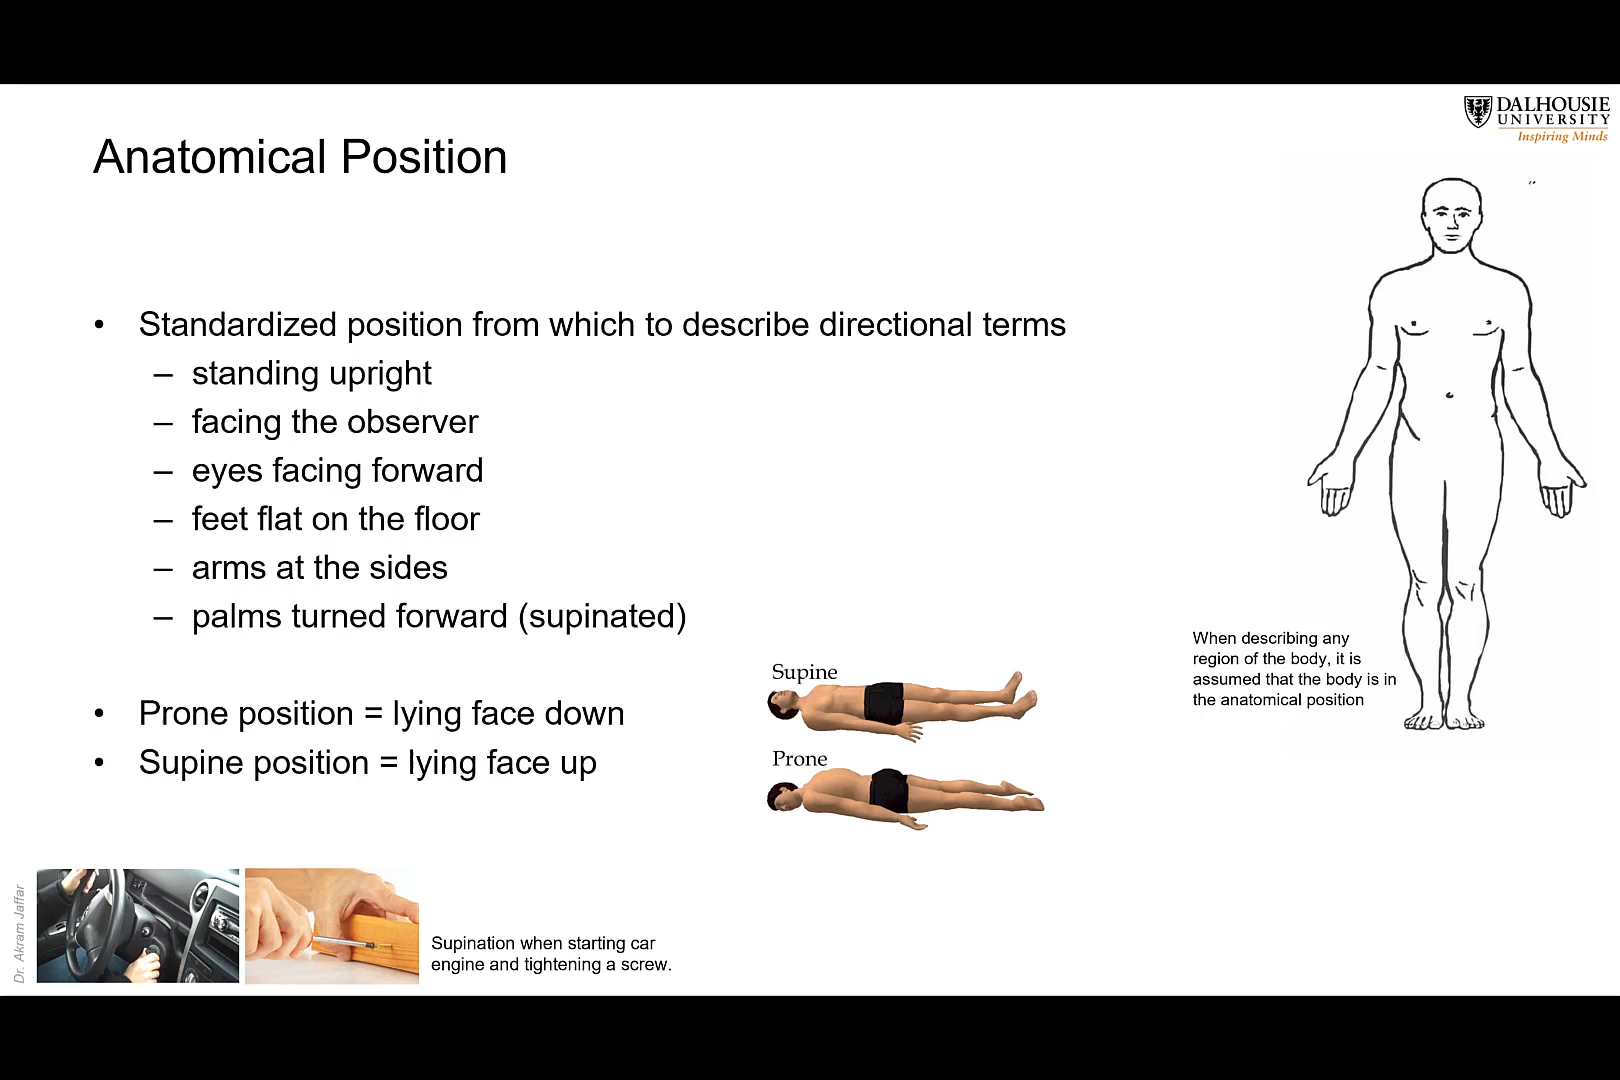 DALHOUSIE
UNIVERSITY
Inspiring Minds
Anatomical Position
• Standardized position from which to describe directional terms
– standing upright
– facing the observer
– eyes facing forward
– feet flat on the floor
– arms at the sides
– palms turned forward (supinated)
• Prone position = lying face down
• Supine position = lying face up
Supine
Prone
When describing any
region of the body, it is
assumed that the body is in
the anatomical position
Supination when starting car
engine and tightening a screw.
Dr. Akram Jaffar